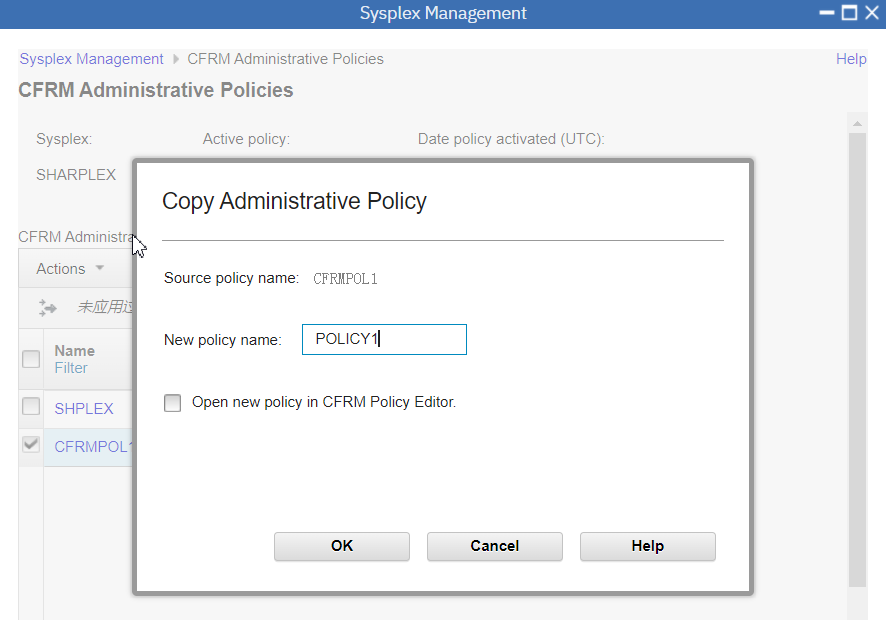 Sysplex Management
Sysplex Management CFRM Administrative Policies Help
CFRM Administrative Policies
Sysplex: Active policy: Date policy activated (UTC):
SHARPLEX
CFRM Administra
Actions
未应用过
Name
Filter
SHPLEX
CFRMPOL1
Copy Administrative Policy
Source policy name: CFRMPOL1
New policy name: POLICY1
Open new policy in CFRM Policy Editor.
OK Cancel Help